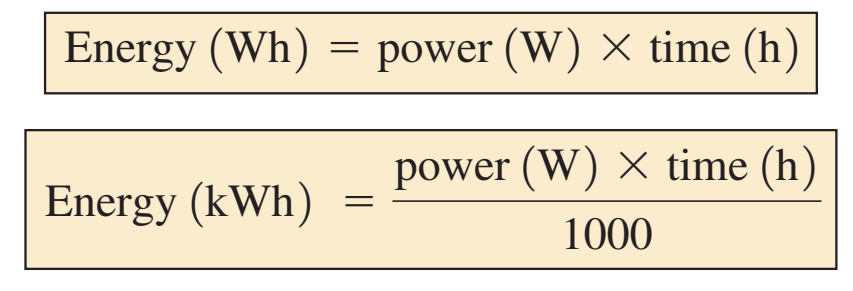 Energy (Wh) = power (W) × time (h)
Energy (kWh) = power (W) × time (h) / 1000